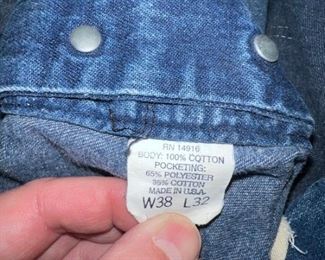 RN 14916
BODY: 100% COTTON
POCKETING:
65% POLYESTER
35% COTTON
MADE IN U.S.A.
W38 L32